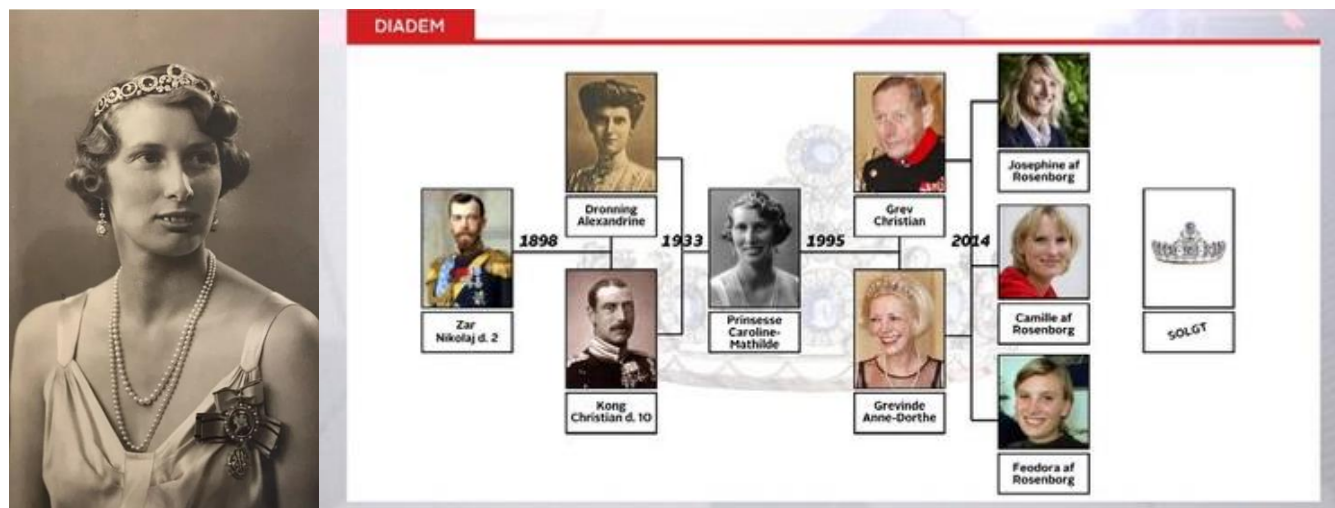 DIADEM
Zar
Nikolaj d. 2
1898
Dronning
Alexandrine
Kong
Christian d. 10
1933
Prinsesse
Caroline-
Mathilde
1995
Grev
Christian
Grevinde
Anne-Dorthe
2014
Josephine af
Rosenborg
Camille af
Rosenborg
Feodora af
Rosenborg
SOLGT